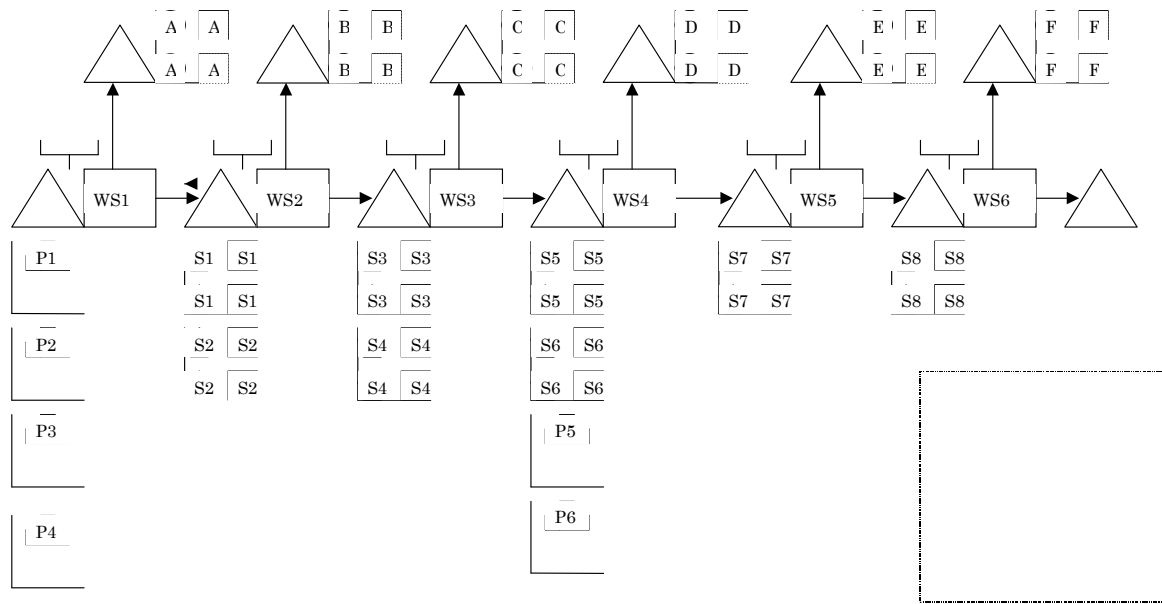 A A B B C C D D E E F F
A A B B C C D D E E F F
WS1 WS2 WS3 WS4 WS5 WS6
P1 S1 S1 S3 S3 S5 S5 S7 S7 S8 S8
S1 S1 S3 S3 S5 S5 S7 S7 S8 S8
P2 S2 S2 S4 S4 S6 S6
S2 S2 S4 S4 S6 S6
P3 P5
P4 P6